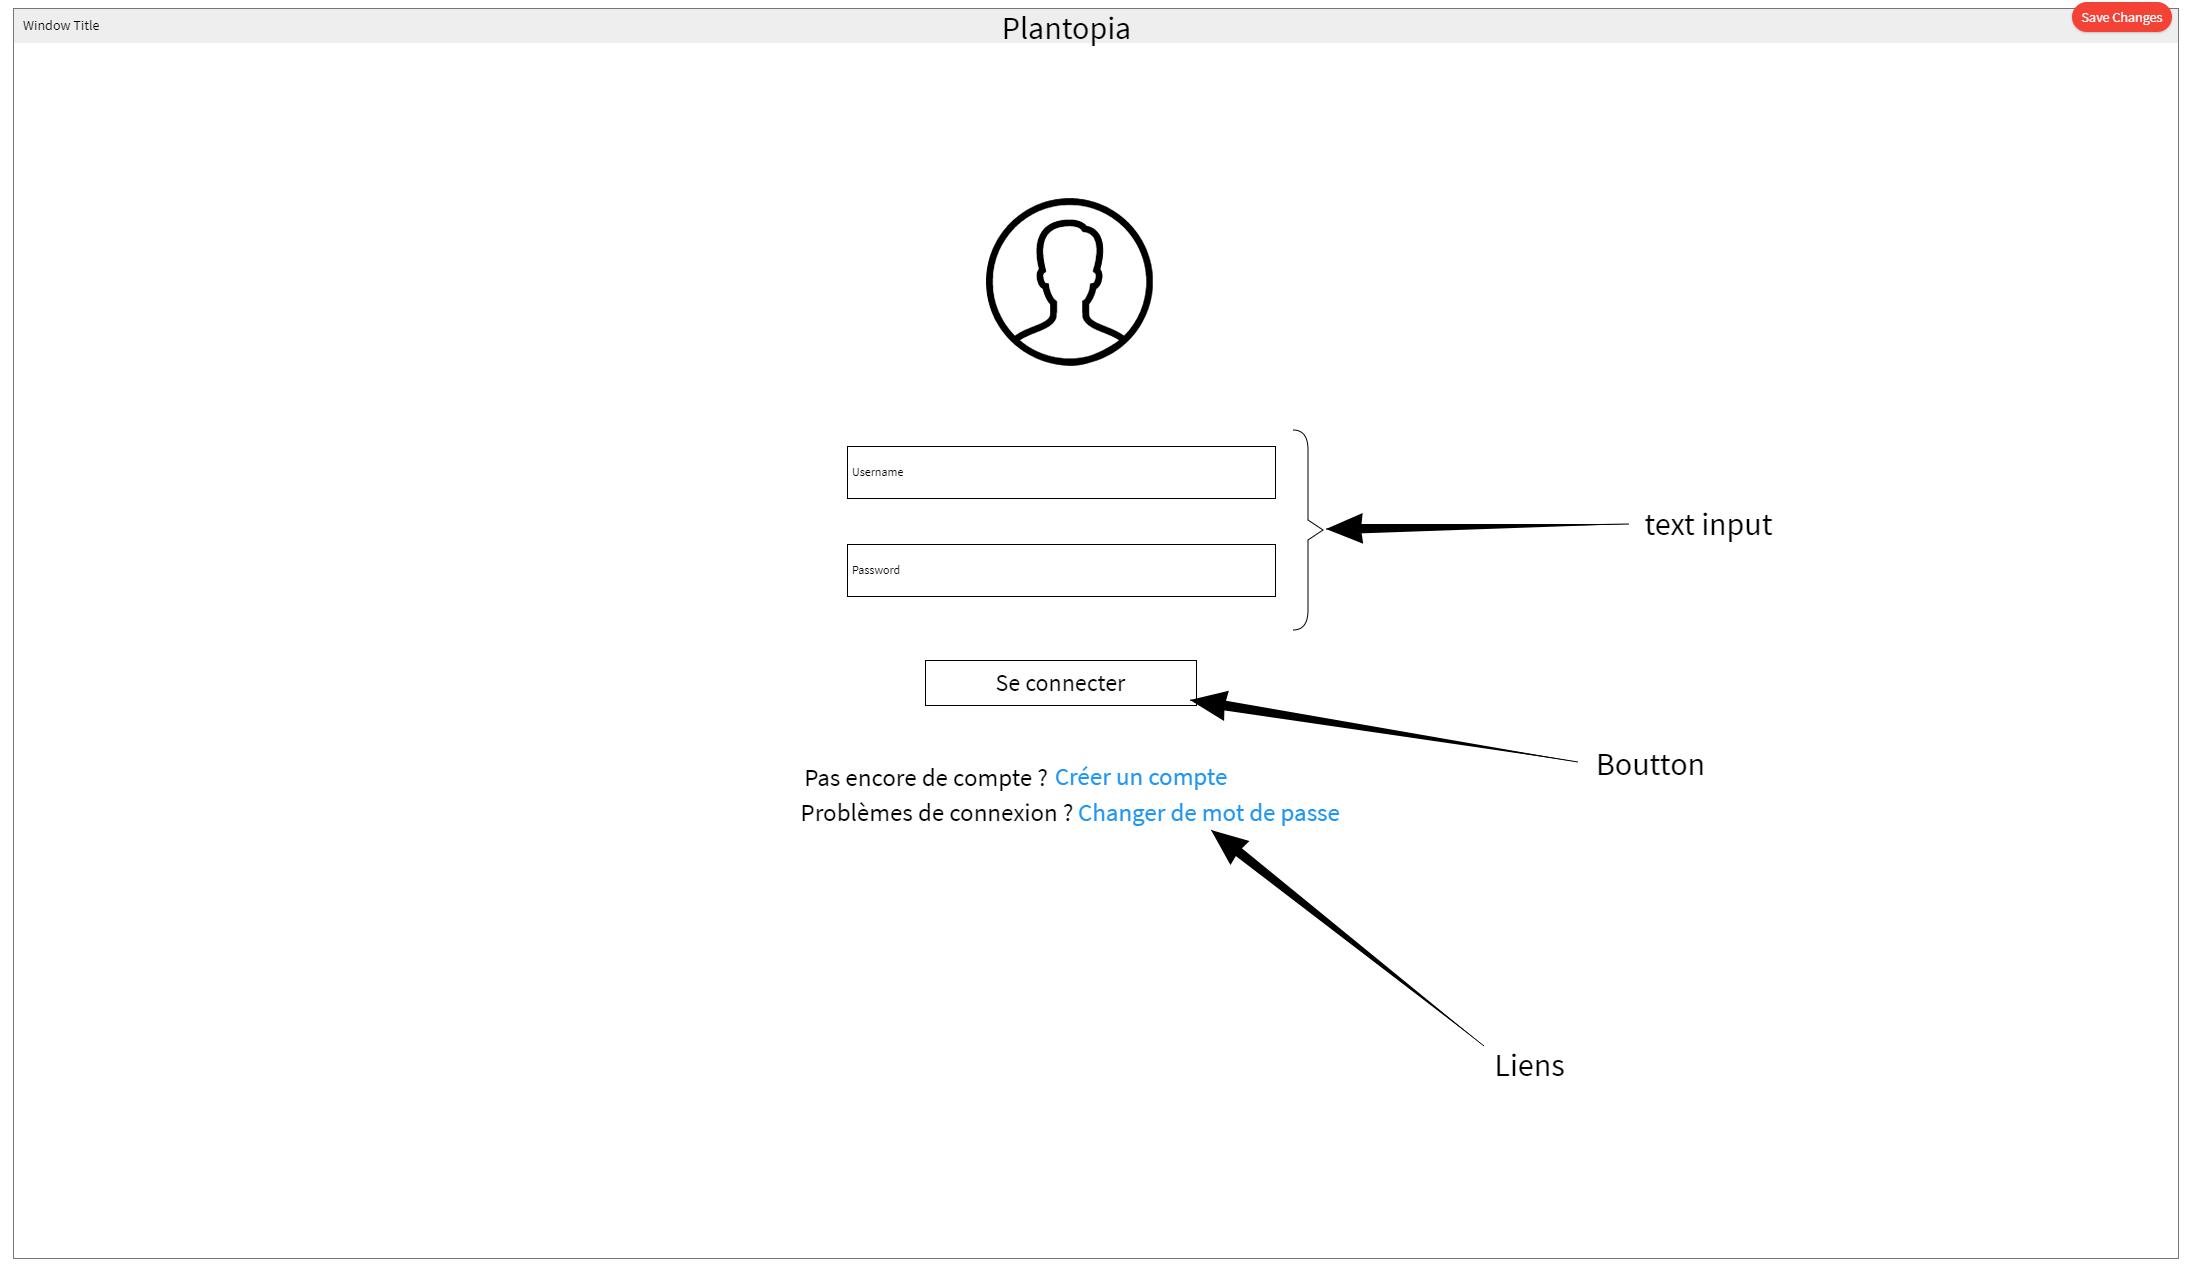 Window Title
Plantopia
Save Changes
Username
text input
Password
Se connecter
Boutton
Pas encore de compte ? Créer un compte
Problèmes de connexion ? Changer de mot de passe
Liens